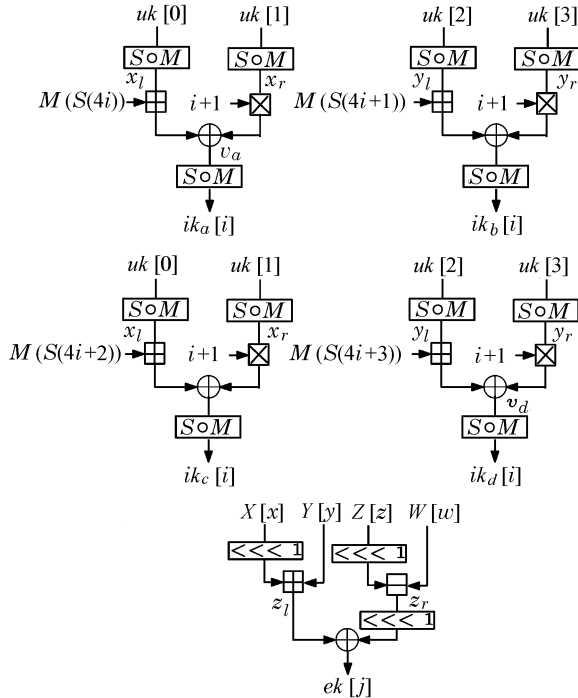 uk [0] uk [1] uk [2] uk [3]
S∘M S∘M S∘M S∘M
x_l x_r y_l y_r
M (S(4i)) i+1 M (S(4i+1)) i+1
v_a
S∘M S∘M
ik_a [i] ik_b [i]
uk [0] uk [1] uk [2] uk [3]
S∘M S∘M S∘M S∘M
x_l x_r y_l y_r
M (S(4i+2)) i+1 M (S(4i+3)) i+1
v_d
S∘M S∘M
ik_c [i] ik_d [i]
X [x] Y [y] Z [z] W [w]
<<< 1 <<< 1
z_l z_r
<<< 1
ek [j]